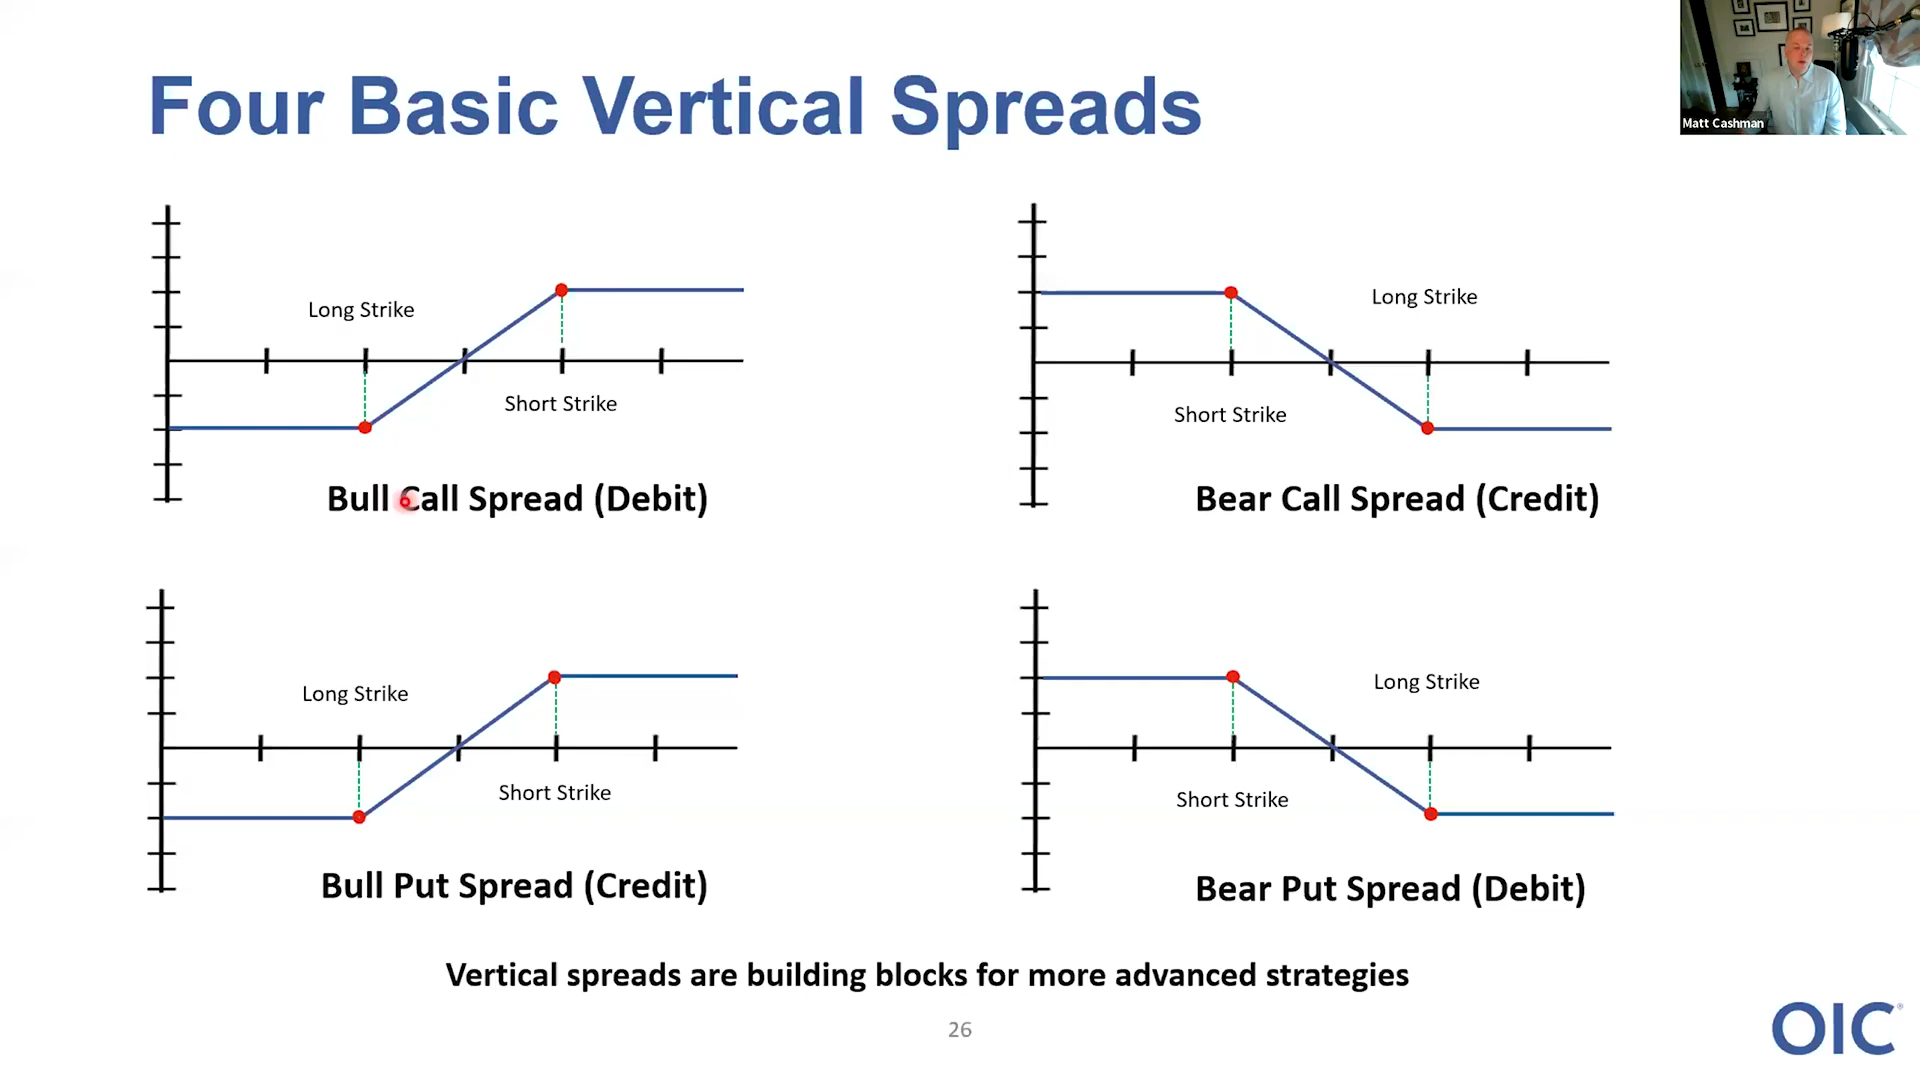 Four Basic Vertical Spreads
Matt Cashman
Long Strike
Short Strike
Bull Call Spread (Debit)
Long Strike
Short Strike
Bear Call Spread (Credit)
Long Strike
Short Strike
Bull Put Spread (Credit)
Long Strike
Short Strike
Bear Put Spread (Debit)
Vertical spreads are building blocks for more advanced strategies
26
OIC®